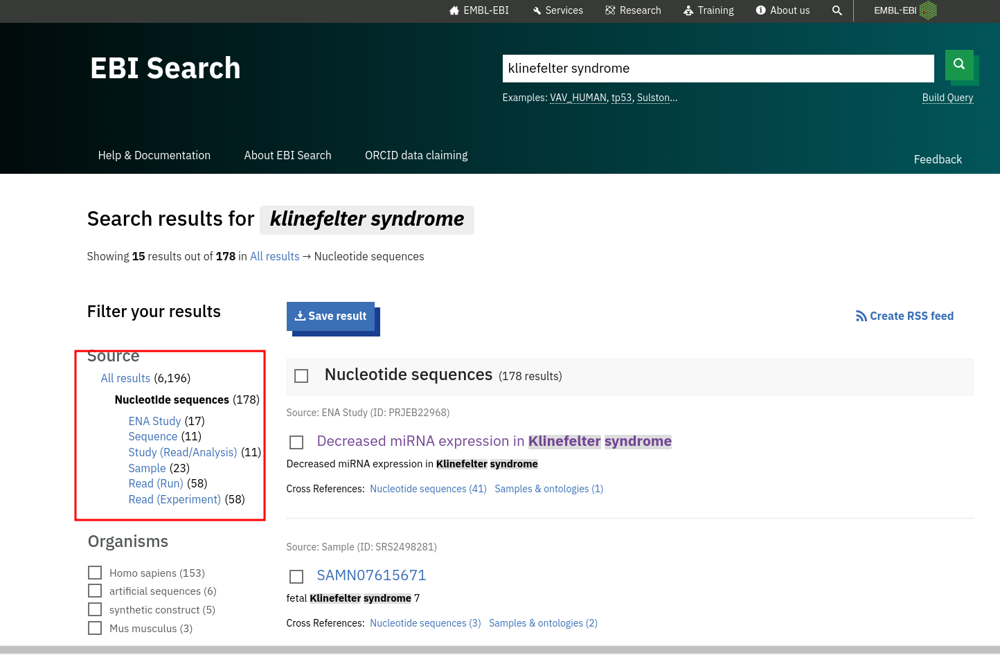 EMBL-EBI Services Research Training About us EMBL-EBI
EBI Search
klinefelter syndrome
Examples: VAV_HUMAN, tp53, Sulston... Build Query
Help & Documentation About EBI Search ORCID data claiming Feedback
Search results for klinefelter syndrome
Showing 15 results out of 178 in All results → Nucleotide sequences
Filter your results
Source
All results (6,196)
Nucleotide sequences (178)
ENA Study (17)
Sequence (11)
Study (Read/Analysis) (11)
Sample (23)
Read (Run) (58)
Read (Experiment) (58)
Organisms
Homo sapiens (153)
artificial sequences (6)
synthetic construct (5)
Mus musculus (3)
Save result Create RSS feed
Nucleotide sequences (178 results)
Source: ENA Study (ID: PRJEB22968)
Decreased miRNA expression in Klinefelter syndrome
Decreased miRNA expression in Klinefelter syndrome
Cross References: Nucleotide sequences (41) Samples & ontologies (1)
Source: Sample (ID: SRS2498281)
SAMN07615671
fetal Klinefelter syndrome 7
Cross References: Nucleotide sequences (3) Samples & ontologies (2)